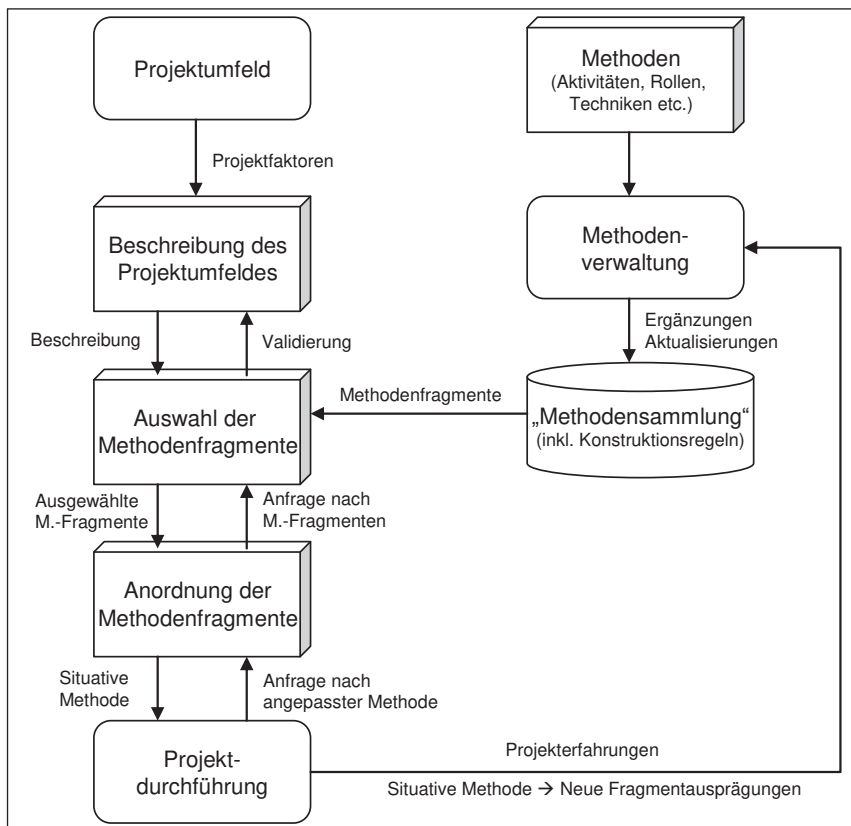 Projektumfeld
Methoden
(Aktivitäten, Rollen,
Techniken etc.)
Projektfaktoren
Beschreibung des
Projektumfeldes
Methoden-
verwaltung
Beschreibung
Validierung
Ergänzungen
Aktualisierungen
Methodenfragmente
Auswahl der
Methodenfragmente
„Methodensammlung“
(inkl. Konstruktionsregeln)
Ausgewählte
M.-Fragmente
Anfrage nach
M.-Fragmenten
Anordnung der
Methodenfragmente
Situative
Methode
Anfrage nach
angepasster Methode
Projekt-
durchführung
Projekterfahrungen
Situative Methode → Neue Fragmentausprägungen